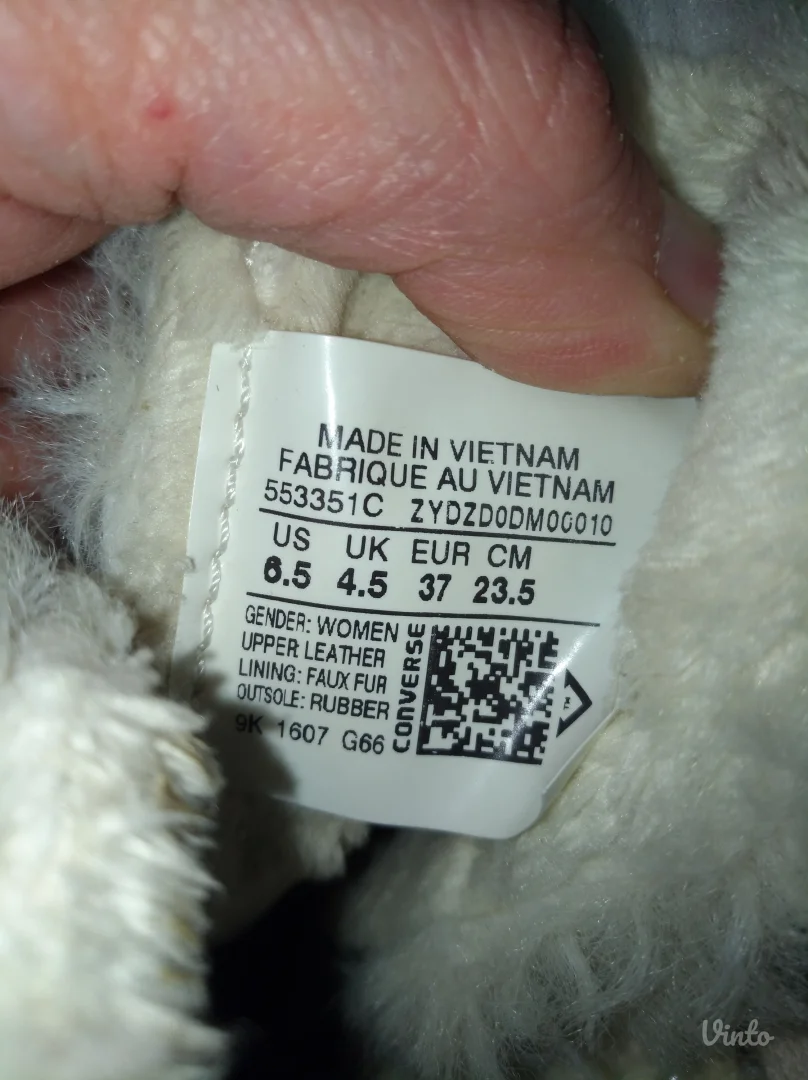 MADE IN VIETNAM
FABRIQUE AU VIETNAM
553351C ZYDZD0DM00010
US UK EUR CM
6.5 4.5 37 23.5
GENDER: WOMEN
UPPER LEATHER
LINING: FAUX FUR
OUTSOLE: RUBBER
9K 1607 G66
CONVERSE
TM
Vinto